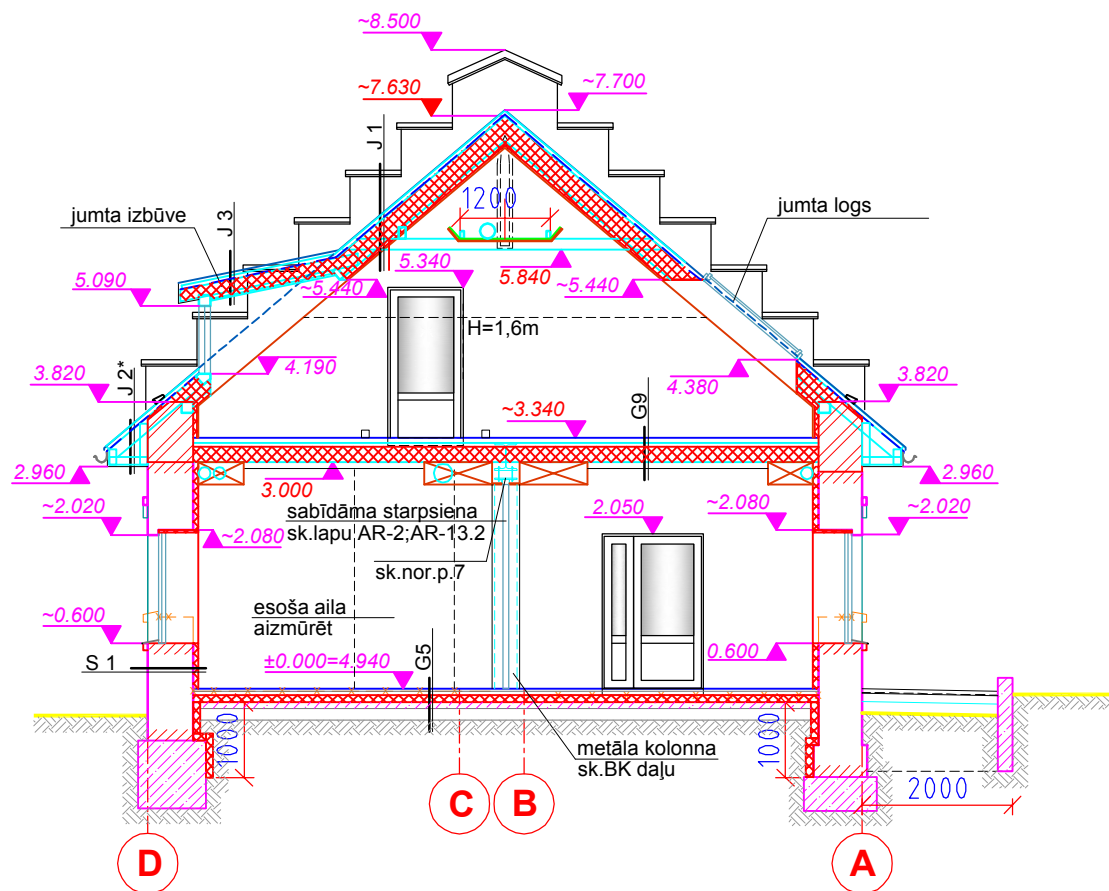 ~8.500
~7.630
~7.700
J 1
1200
jumta izbūve
J 3
jumta logs
5.090
5.340
5.840
~5.440
~5.440
H=1,6m
J 2*
3.820
4.190
4.380
3.820
~3.340
G9
2.960
3.000
2.960
sabīdāma starpsiena
sk.lapu AR-2;AR-13.2
sk.nor.p.7
~2.020
~2.080
2.050
~2.080
~2.020
esoša aila
aizmūrēt
~0.600
0.600
S 1
±0.000=4.940
G5
1000
metāla kolonna
sk.BK daļu
1000
2000
D
C
B
A